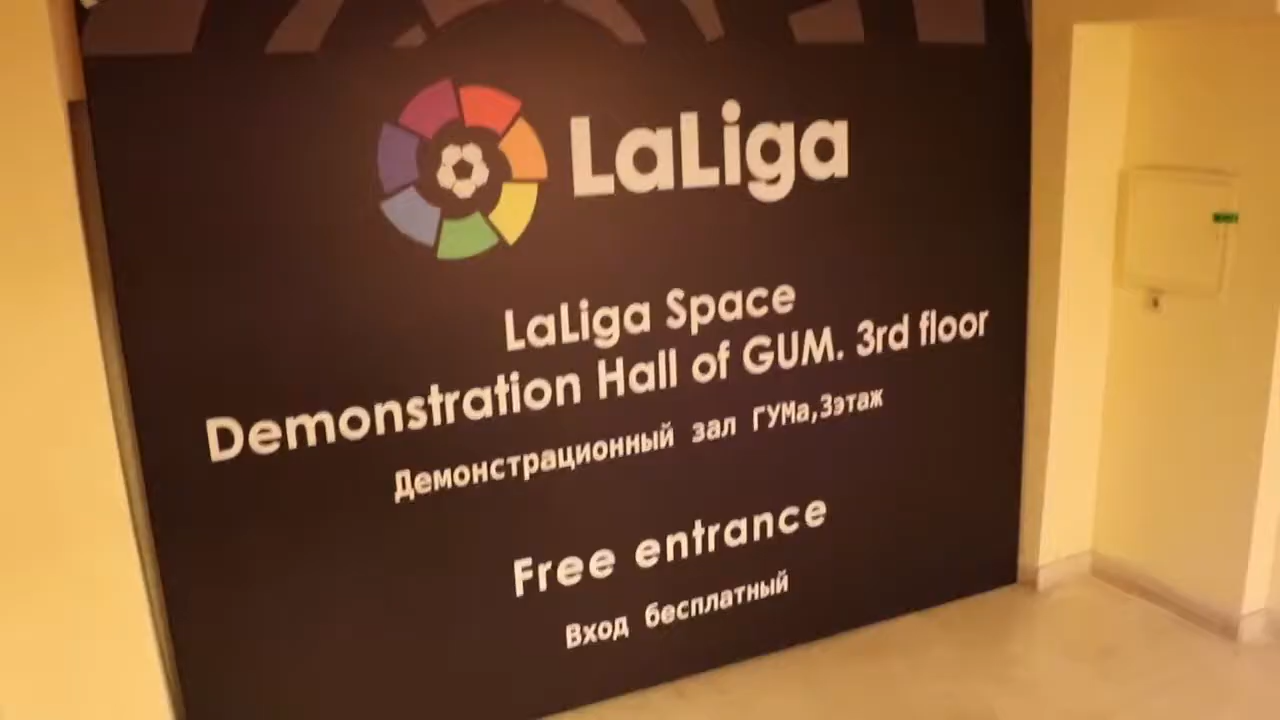 LaLiga
LaLiga Space
Demonstration Hall of GUM. 3rd floor
Демонстрационный зал ГУМа,3этаж
Free entrance
Вход бесплатный